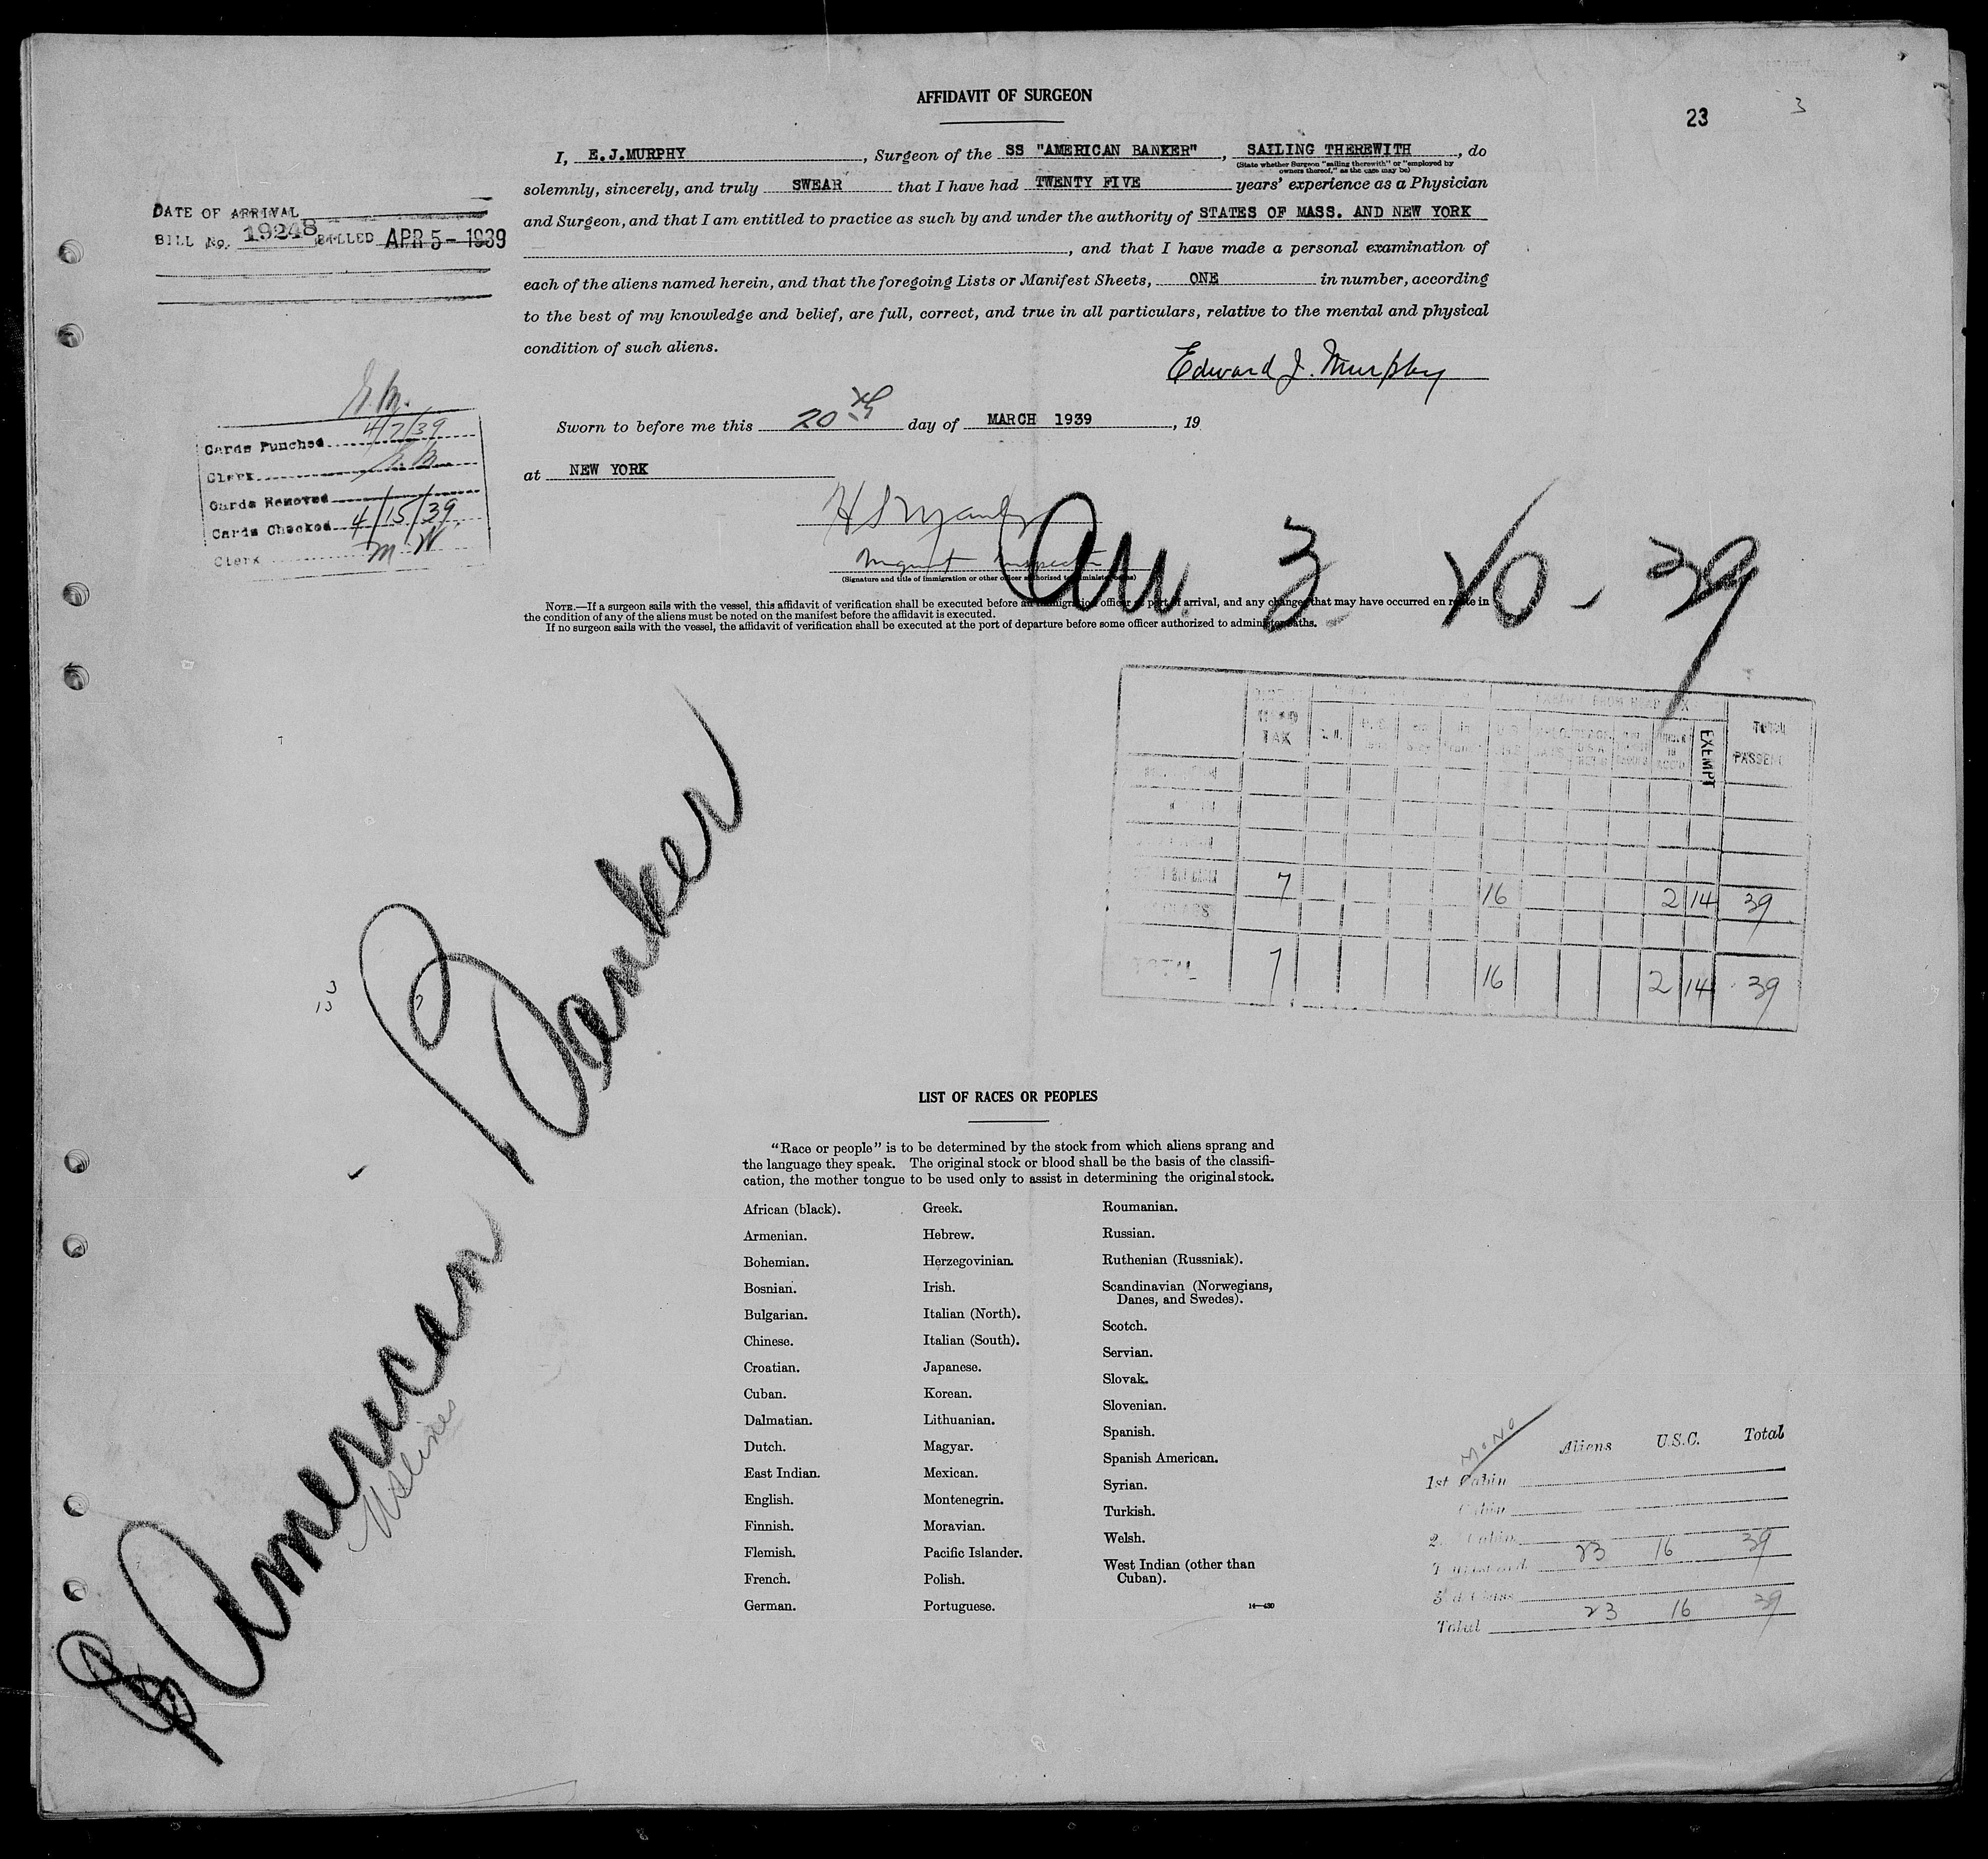 AFFIDAVIT OF SURGEON
23
3
I, E.J.MURPHY, Surgeon of the SS "AMERICAN BANKER", SAILING THEREWITH, do
(State whether Surgeon "sailing therewith" or "employed by
owners thereof," as the case may be)
solemnly, sincerely, and truly SWEAR that I have had TWENTY FIVE years' experience as a Physician
and Surgeon, and that I am entitled to practice as such by and under the authority of STATES OF MASS. AND NEW YORK
, and that I have made a personal examination of
each of the aliens named herein, and that the foregoing Lists or Manifest Sheets, ONE in number, according
to the best of my knowledge and belief, are full, correct, and true in all particulars, relative to the mental and physical
condition of such aliens.
Edward J. Murphy
DATE OF ARRIVAL
BILL No. 19248 BILLED APR 5 - 1939
Cards Punched 4/7/39
Clerk
Cards Removed
Cards Checked 4/15/39
Clerk M W
Sworn to before me this 20th day of MARCH 1939, 19
at NEW YORK
Inspector
(Signature and title of immigration or other officer authorized to administer oaths)
Arr. 3 20 - 39
NOTE.—If a surgeon sails with the vessel, this affidavit of verification shall be executed before an immigration officer at port of arrival, and any changes that may have occurred en route in
the condition of any of the aliens must be noted on the manifest before the affidavit is executed.
If no surgeon sails with the vessel, the affidavit of verification shall be executed at the port of departure before some officer authorized to administer oaths.
HEAD TAX EXEMPT TOTAL
PASSEN
7 16 2 14 39
TOTAL 7 16 2 14 39
SS American Banker
US Lines
LIST OF RACES OR PEOPLES
"Race or people" is to be determined by the stock from which aliens sprang and
the language they speak. The original stock or blood shall be the basis of the classifi-
cation, the mother tongue to be used only to assist in determining the original stock.
African (black).
Armenian.
Bohemian.
Bosnian.
Bulgarian.
Chinese.
Croatian.
Cuban.
Dalmatian.
Dutch.
East Indian.
English.
Finnish.
Flemish.
French.
German.
Greek.
Hebrew.
Herzegovinian.
Irish.
Italian (North).
Italian (South).
Japanese.
Korean.
Lithuanian.
Magyar.
Mexican.
Montenegrin.
Moravian.
Pacific Islander.
Polish.
Portuguese.
Roumanian.
Russian.
Ruthenian (Russniak).
Scandinavian (Norwegians,
Danes, and Swedes).
Scotch.
Servian.
Slovak.
Slovenian.
Spanish.
Spanish American.
Syrian.
Turkish.
Welsh.
West Indian (other than
Cuban).
14—430
Aliens U.S.C. Total
1st Cabin
Cabin
2 Cabin
23 16 39
3rd Class
Total 23 16 39